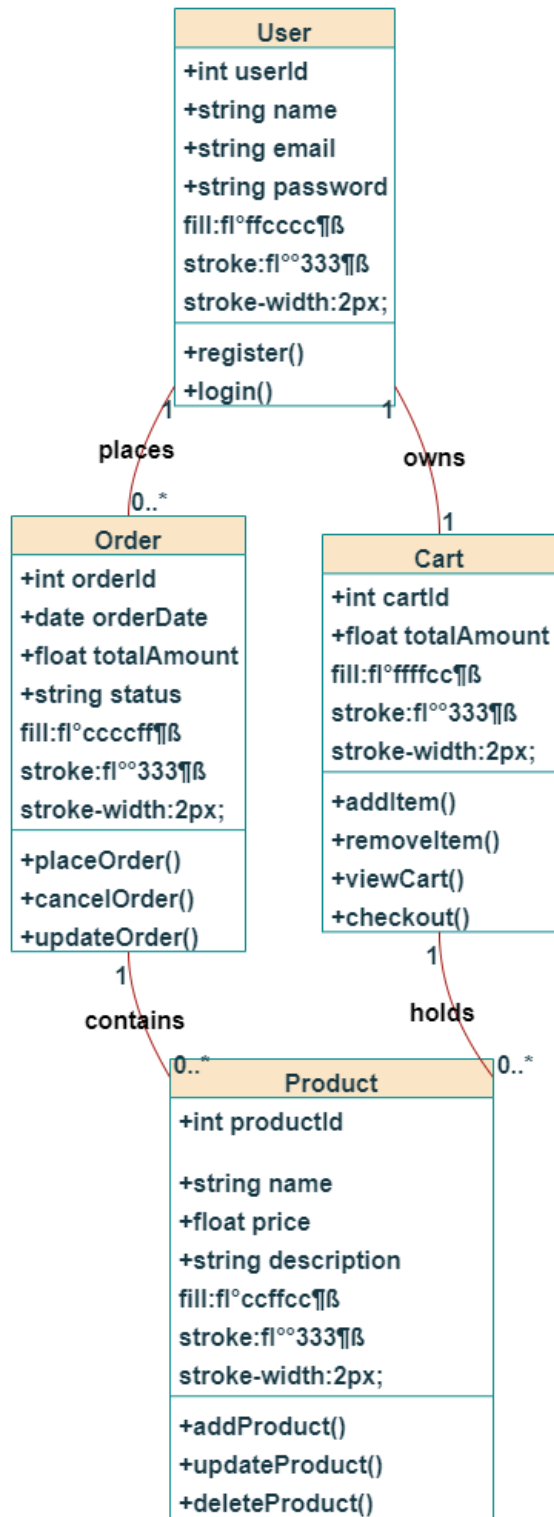 User
+int userId
+string name
+string email
+string password
fill:fl°ffcccc¶ß
stroke:fl°°333¶ß
stroke-width:2px;
+register()
+login()
1
1
places
owns
0..*
1
Order
+int orderId
+date orderDate
+float totalAmount
+string status
fill:fl°ccccff¶ß
stroke:fl°°333¶ß
stroke-width:2px;
+placeOrder()
+cancelOrder()
+updateOrder()
Cart
+int cartId
+float totalAmount
fill:fl°ffffcc¶ß
stroke:fl°°333¶ß
stroke-width:2px;
+addItem()
+removeItem()
+viewCart()
+checkout()
1
1
contains
holds
0..*
0..*
Product
+int productId
+string name
+float price
+string description
fill:fl°ccffcc¶ß
stroke:fl°°333¶ß
stroke-width:2px;
+addProduct()
+updateProduct()
+deleteProduct()